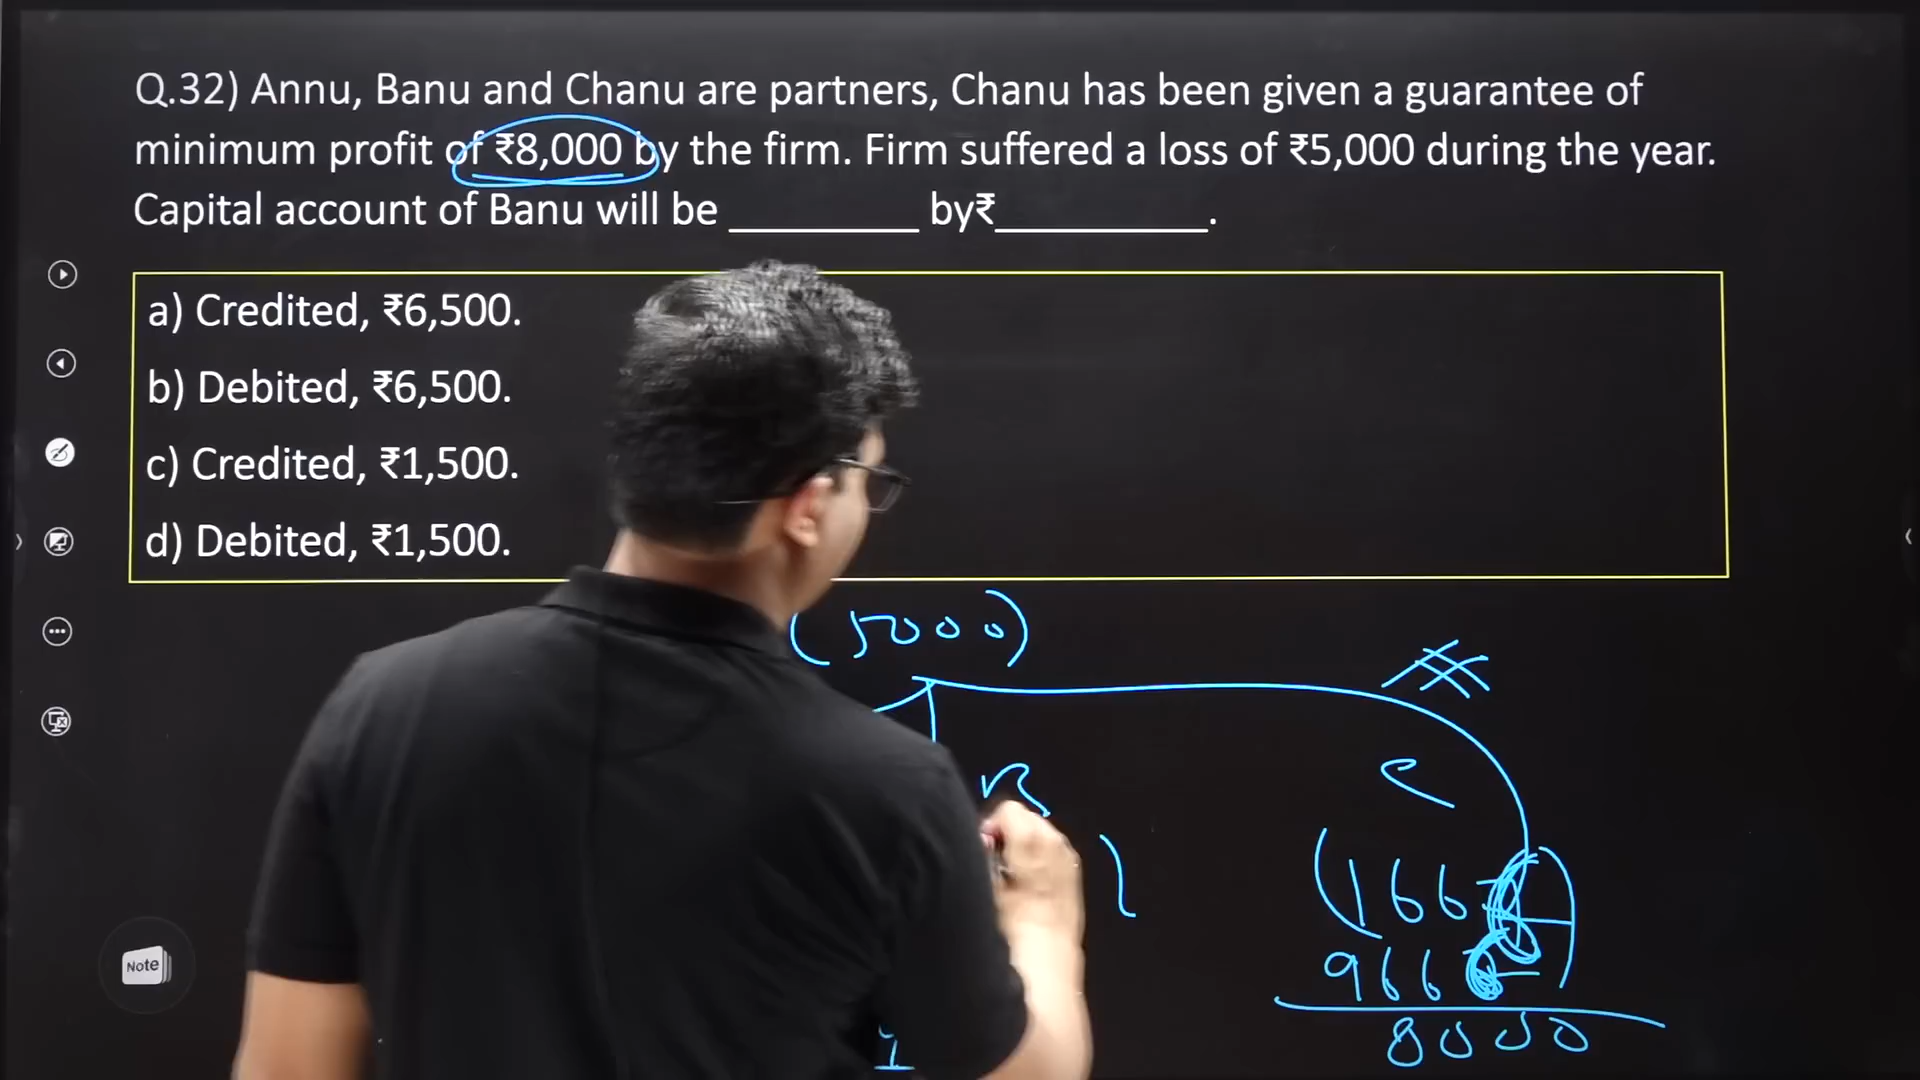 Q.32) Annu, Banu and Chanu are partners, Chanu has been given a guarantee of
minimum profit of ₹8,000 by the firm. Firm suffered a loss of ₹5,000 during the year.
Capital account of Banu will be _________ by₹__________.
a) Credited, ₹6,500.
b) Debited, ₹6,500.
c) Credited, ₹1,500.
d) Debited, ₹1,500.
(5000)
C
966
8000
Note